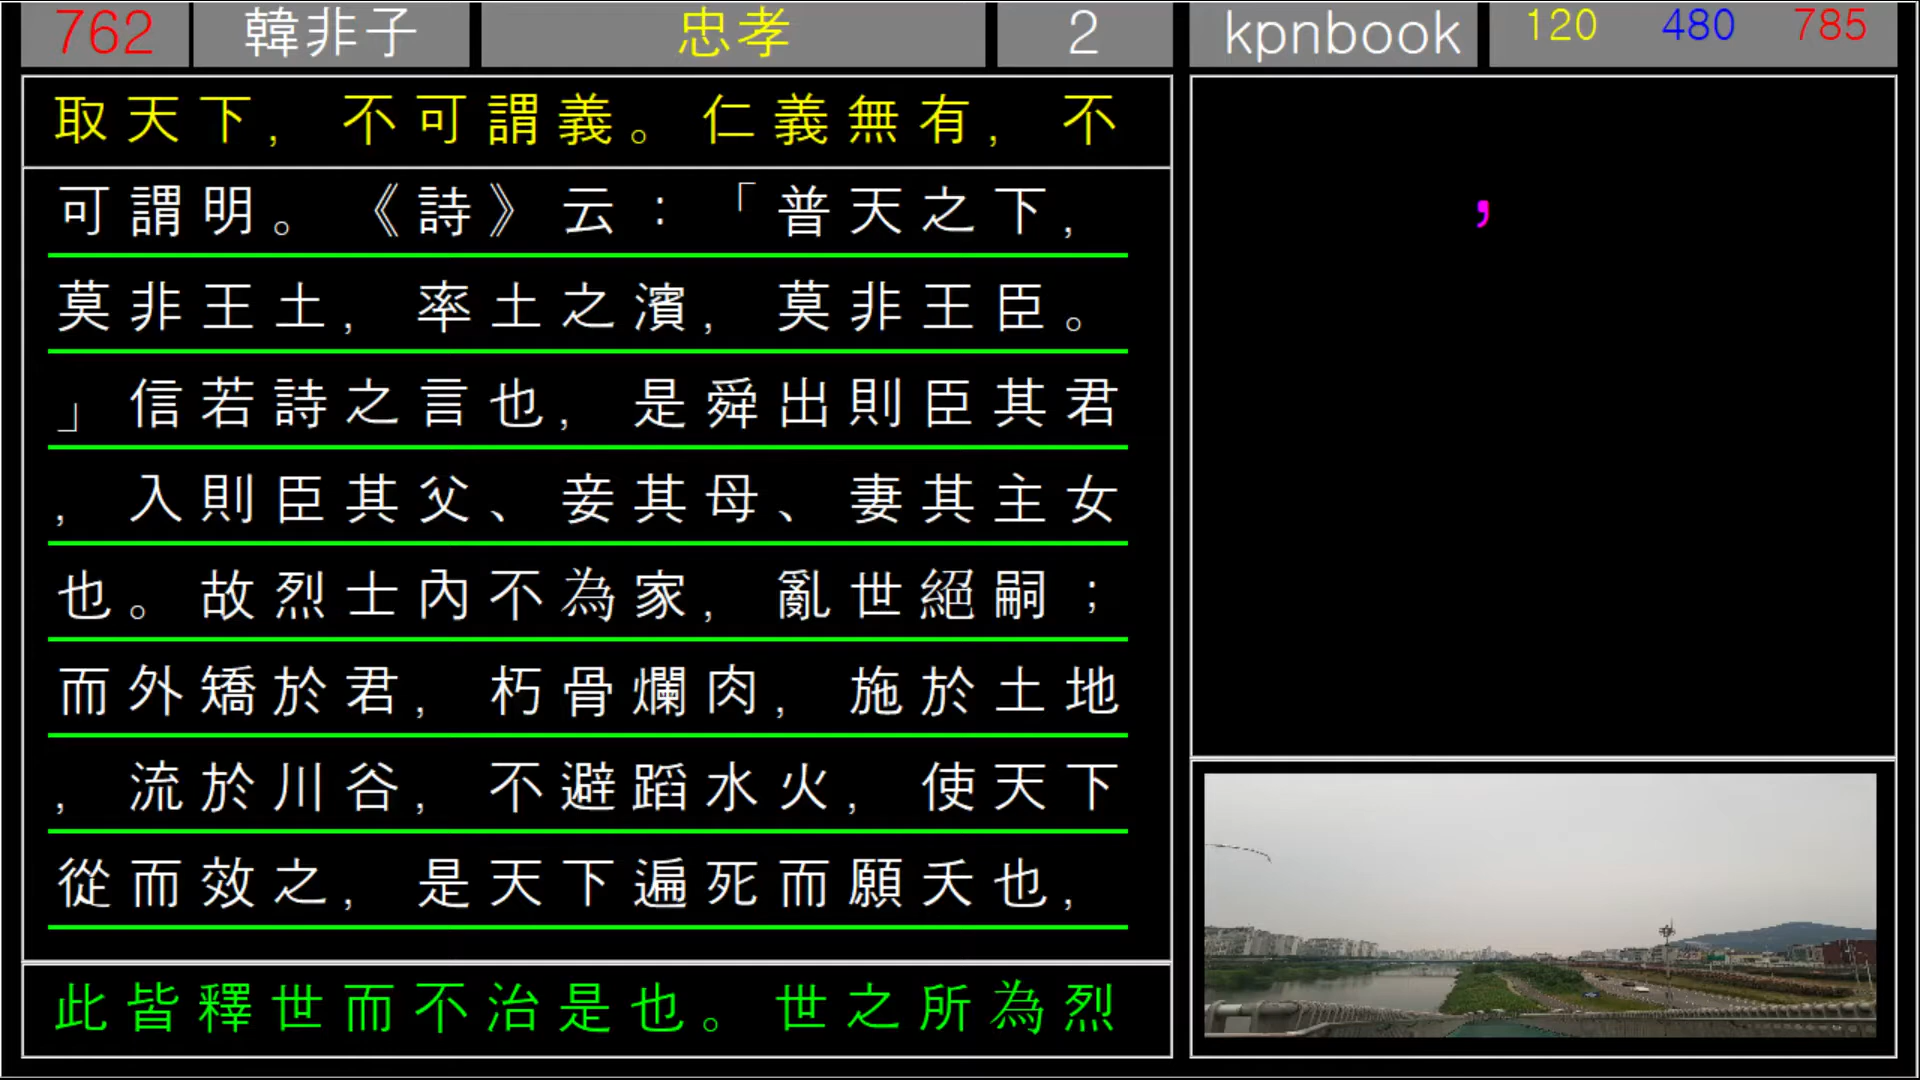 762 韓非子 忠孝 2 kpnbook 120 480 785
取天下, 不可謂義。仁義無有, 不
可謂明。《詩》云：「普天之下,
莫非王土, 率土之濱, 莫非王臣。
」信若詩之言也, 是舜出則臣其君
, 入則臣其父、妾其母、妻其主女
也。故烈士內不為家, 亂世絕嗣；
而外矯於君, 朽骨爛肉, 施於土地
, 流於川谷, 不避蹈水火, 使天下
從而效之, 是天下遍死而願夭也,
此皆釋世而不治是也。世之所為烈
,